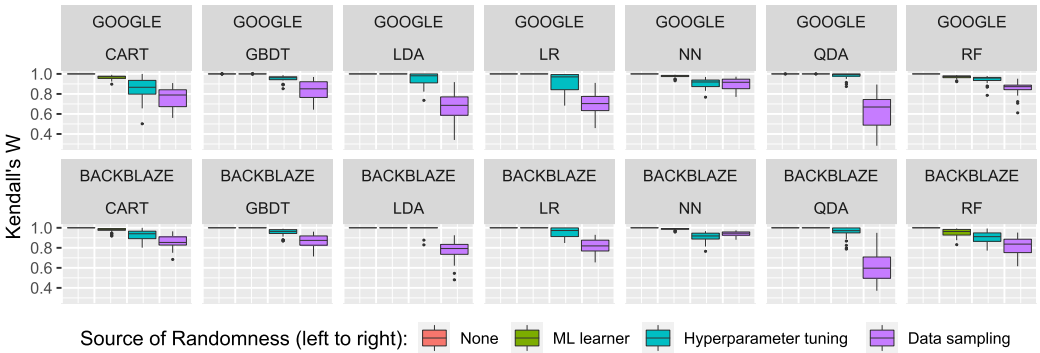 GOOGLE GOOGLE GOOGLE GOOGLE GOOGLE GOOGLE GOOGLE
CART GBDT LDA LR NN QDA RF
1.0
0.8
0.6
0.4
BACKBLAZE BACKBLAZE BACKBLAZE BACKBLAZE BACKBLAZE BACKBLAZE BACKBLAZE
CART GBDT LDA LR NN QDA RF
1.0
0.8
0.6
0.4
Kendall's W
Source of Randomness (left to right): None ML learner Hyperparameter tuning Data sampling